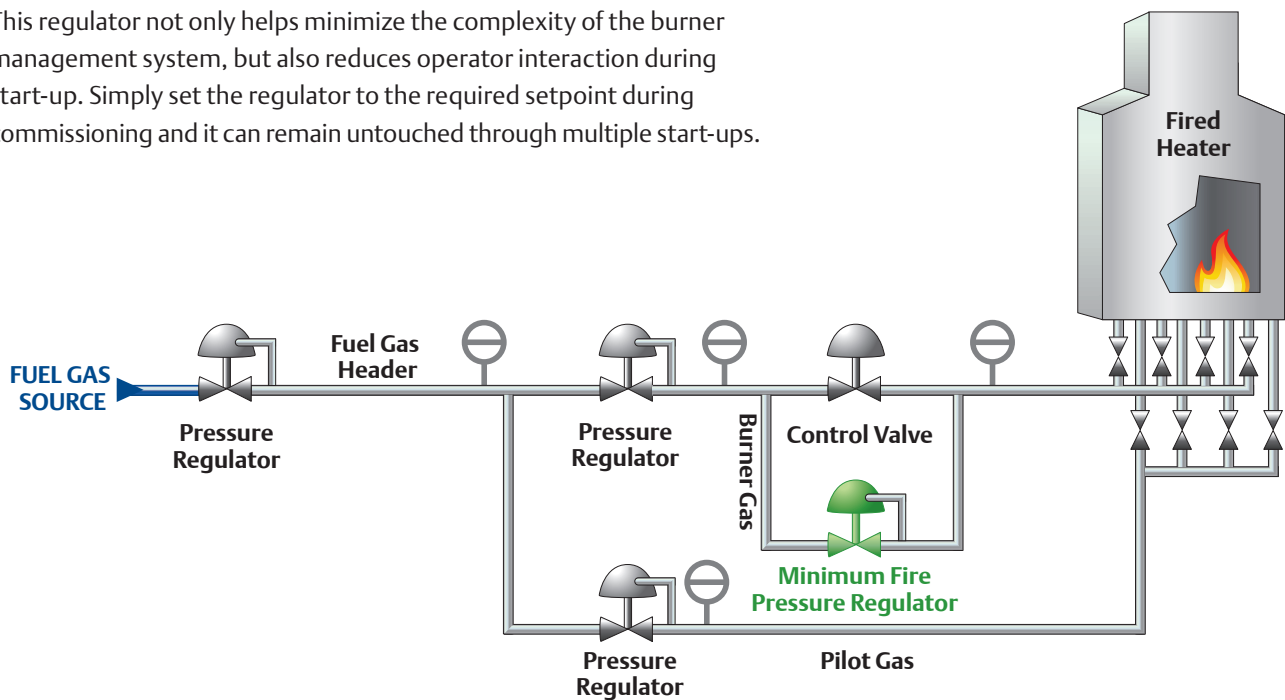 This regulator not only helps minimize the complexity of the burner
management system, but also reduces operator interaction during
start-up. Simply set the regulator to the required setpoint during
commissioning and it can remain untouched through multiple start-ups.
Fired
Heater
Fuel Gas
Header
FUEL GAS
SOURCE
Pressure
Regulator
Pressure
Regulator
Burner Gas
Control Valve
Minimum Fire
Pressure Regulator
Pressure
Regulator
Pilot Gas